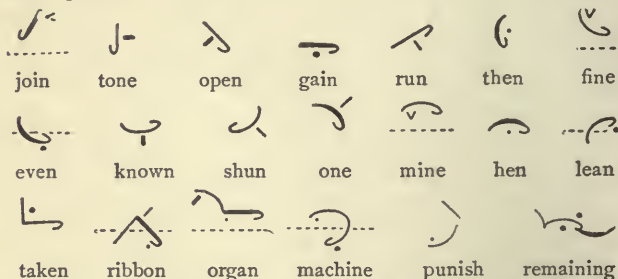 join tone open gain run then fine
even known shun one mine hen lean
taken ribbon organ machine punish remaining